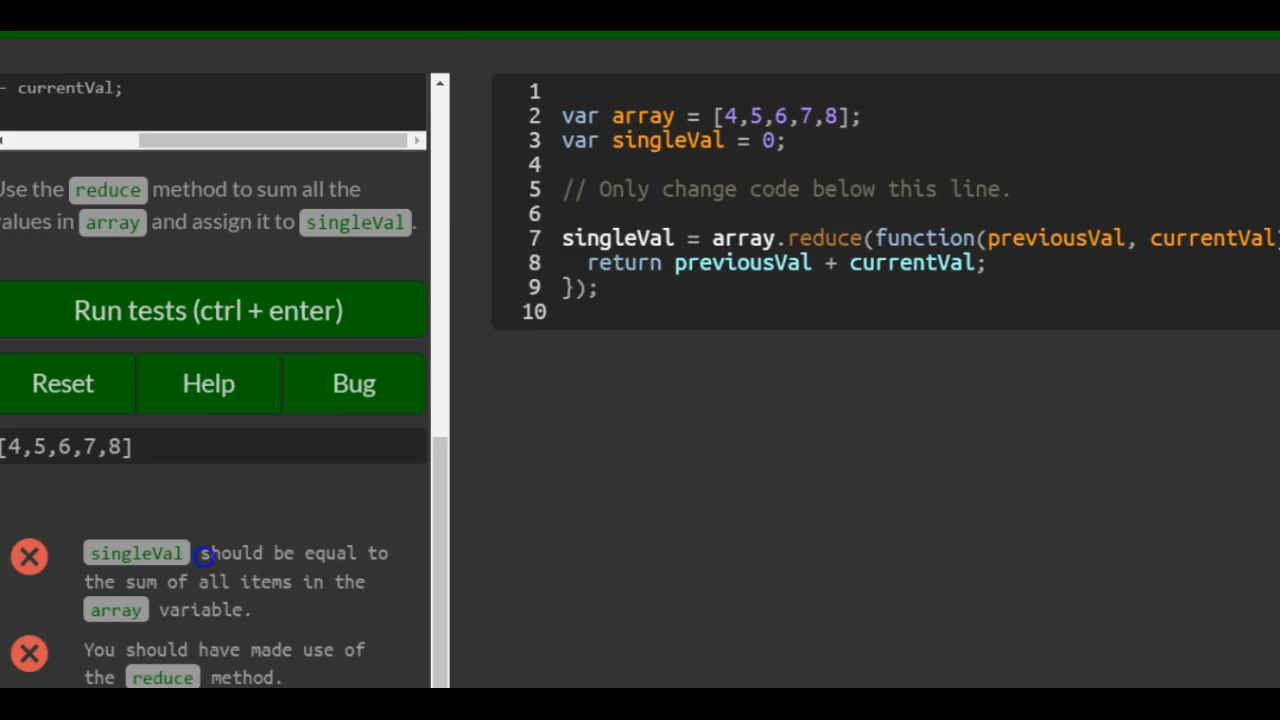 - currentVal;
Use the reduce method to sum all the
values in array and assign it to singleVal.
Run tests (ctrl + enter)
Reset Help Bug
[4,5,6,7,8]
singleVal should be equal to
the sum of all items in the
array variable.
You should have made use of
the reduce method.
1
2 var array = [4,5,6,7,8];
3 var singleVal = 0;
4
5 // Only change code below this line.
6
7 singleVal = array.reduce(function(previousVal, currentVal)
8 return previousVal + currentVal;
9 });
10